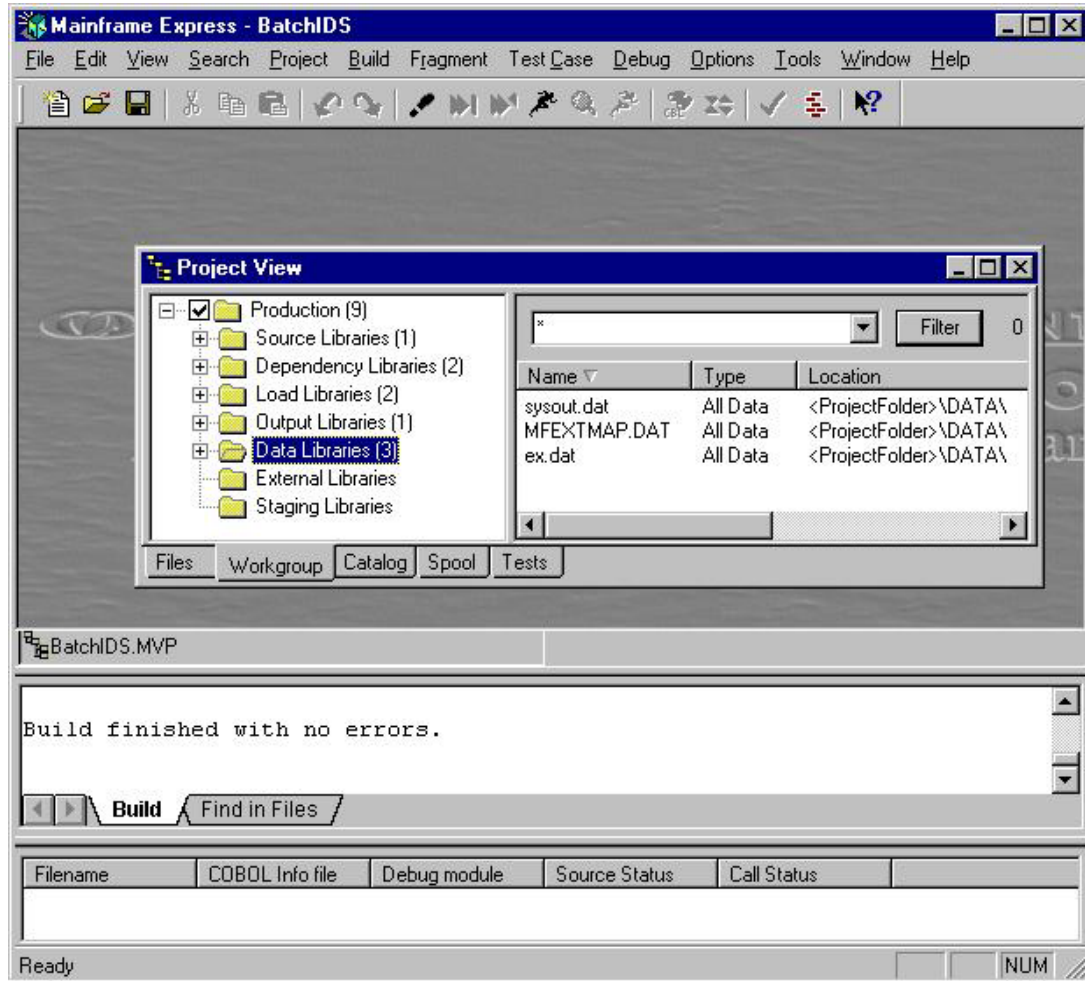 Mainframe Express - BatchIDS
File Edit View Search Project Build Fragment Test Case Debug Options Tools Window Help
Project View
Production (9)
Source Libraries (1)
Dependency Libraries (2)
Load Libraries (2)
Output Libraries (1)
Data Libraries (3)
External Libraries
Staging Libraries
* Filter 0
Name Type Location
sysout.dat All Data <ProjectFolder>\DATA\
MFEXTMAP.DAT All Data <ProjectFolder>\DATA\
ex.dat All Data <ProjectFolder>\DATA\
Files Workgroup Catalog Spool Tests
BatchIDS.MVP
Build finished with no errors.
Build Find in Files
Filename COBOL Info file Debug module Source Status Call Status
Ready NUM